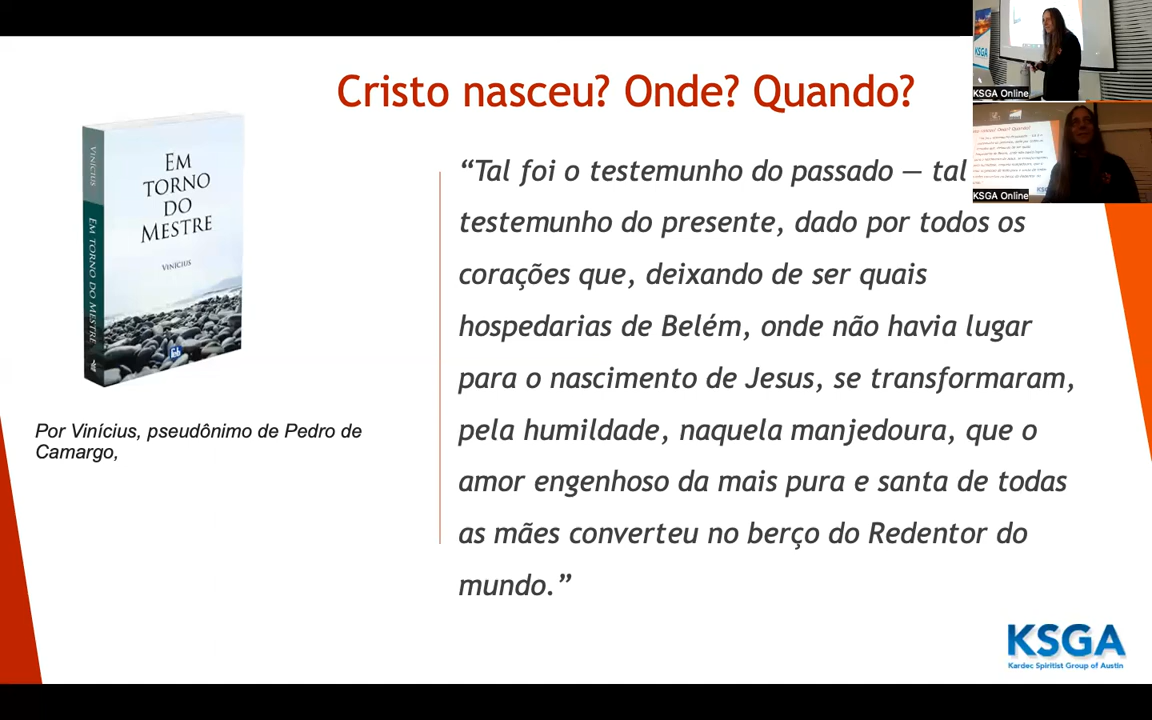 Cristo nasceu? Onde? Quando?
“Tal foi o testemunho do passado — tal
testemunho do presente, dado por todos os
corações que, deixando de ser quais
hospedarias de Belém, onde não havia lugar
para o nascimento de Jesus, se transformaram,
pela humildade, naquela manjedoura, que o
amor engenhoso da mais pura e santa de todas
as mães converteu no berço do Redentor do
mundo.”
VINÍCIUS
EM TORNO DO MESTRE
EM
TORNO
DO
MESTRE
VINÍCIUS
feb
Por Vinícius, pseudônimo de Pedro de
Camargo,
KSGA
KSGA Online
KSGA Online
KSGA
Kardec Spiritist Group of Austin